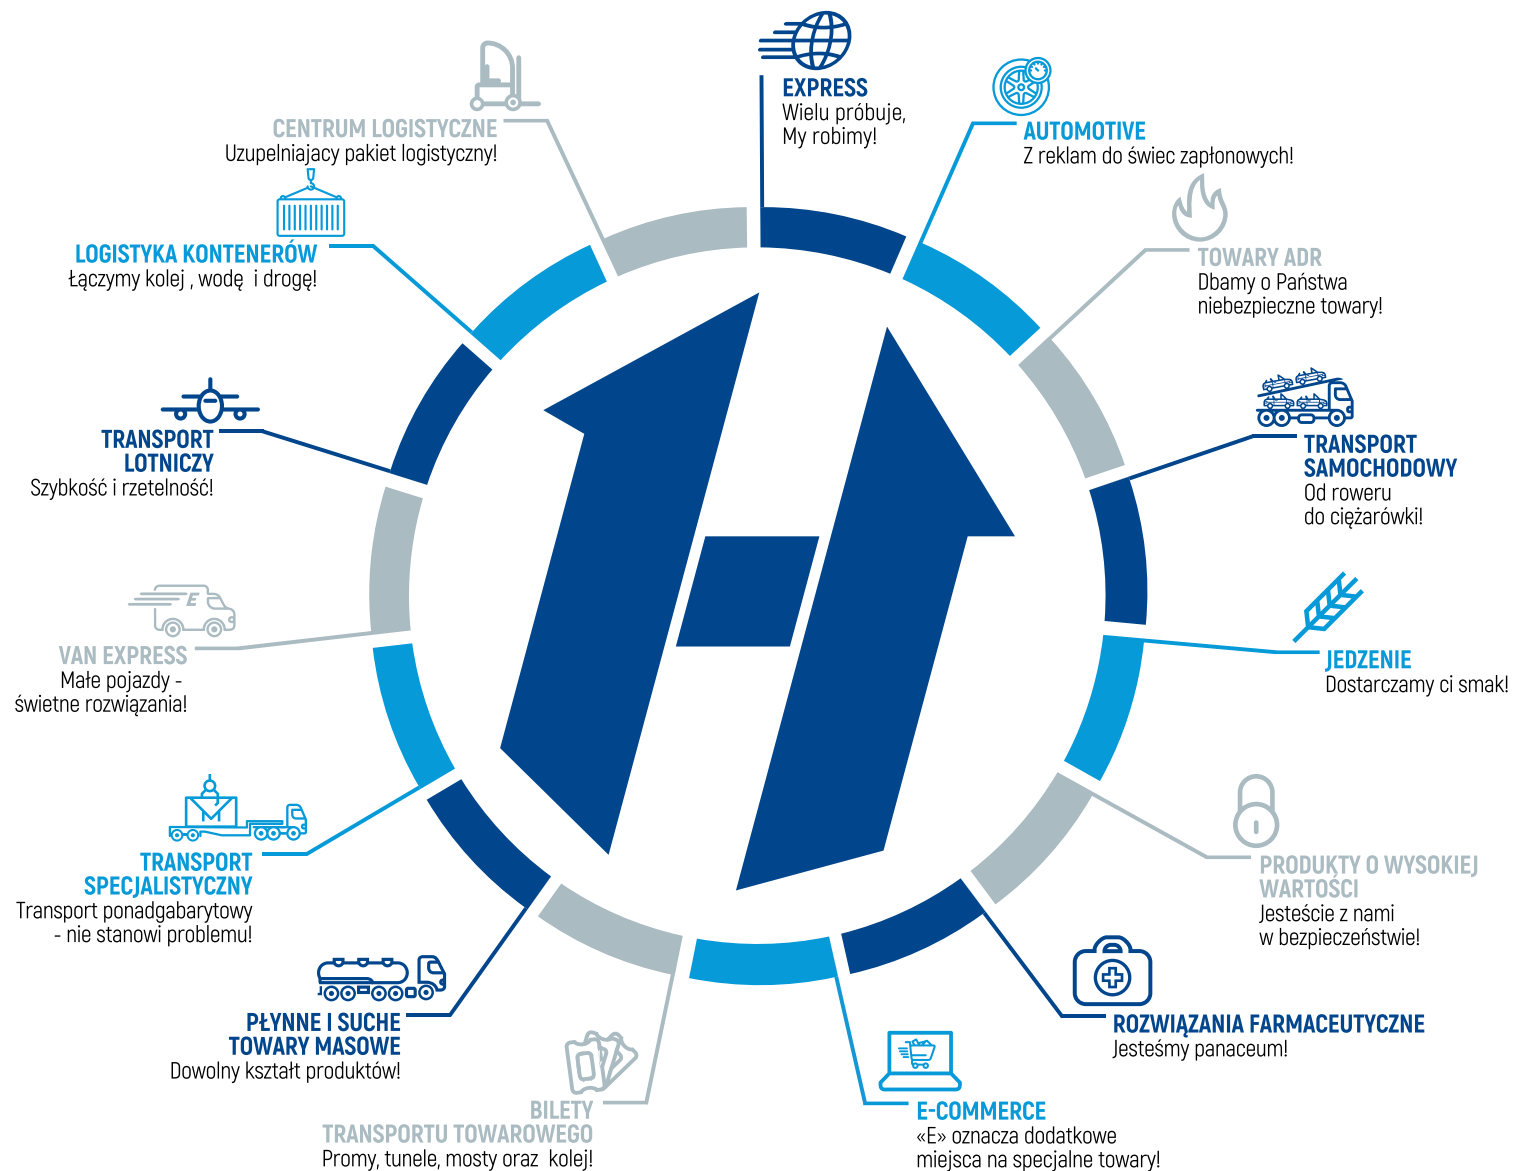 EXPRESS
Wielu próbuje,
My robimy!
AUTOMOTIVE
Z reklam do świec zapłonowych!
TOWARY ADR
Dbamy o Państwa
niebezpieczne towary!
TRANSPORT
SAMOCHODOWY
Od roweru
do ciężarówki!
JEDZENIE
Dostarczamy ci smak!
PRODUKTY O WYSOKIEJ
WARTOŚCI
Jesteście z nami
w bezpieczeństwie!
ROZWIĄZANIA FARMACEUTYCZNE
Jesteśmy panaceum!
E-COMMERCE
«E» oznacza dodatkowe
miejsca na specjalne towary!
BILETY
TRANSPORTU TOWAROWEGO
Promy, tunele, mosty oraz kolej!
PŁYNNE I SUCHE
TOWARY MASOWE
Dowolny kształt produktów!
TRANSPORT
SPECJALISTYCZNY
Transport ponadgabarytowy
- nie stanowi problemu!
E
VAN EXPRESS
Małe pojazdy -
świetne rozwiązania!
TRANSPORT
LOTNICZY
Szybkość i rzetelność!
LOGISTYKA KONTENERÓW
Łączymy kolej , wodę i drogę!
CENTRUM LOGISTYCZNE
Uzupelniajacy pakiet logistyczny!